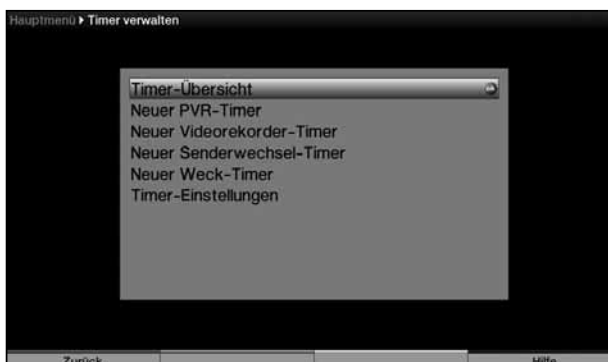 Hauptmenü ▸ Timer verwalten
Timer-Übersicht
Neuer PVR-Timer
Neuer Videorekorder-Timer
Neuer Senderwechsel-Timer
Neuer Weck-Timer
Timer-Einstellungen
Zurück Hilfe